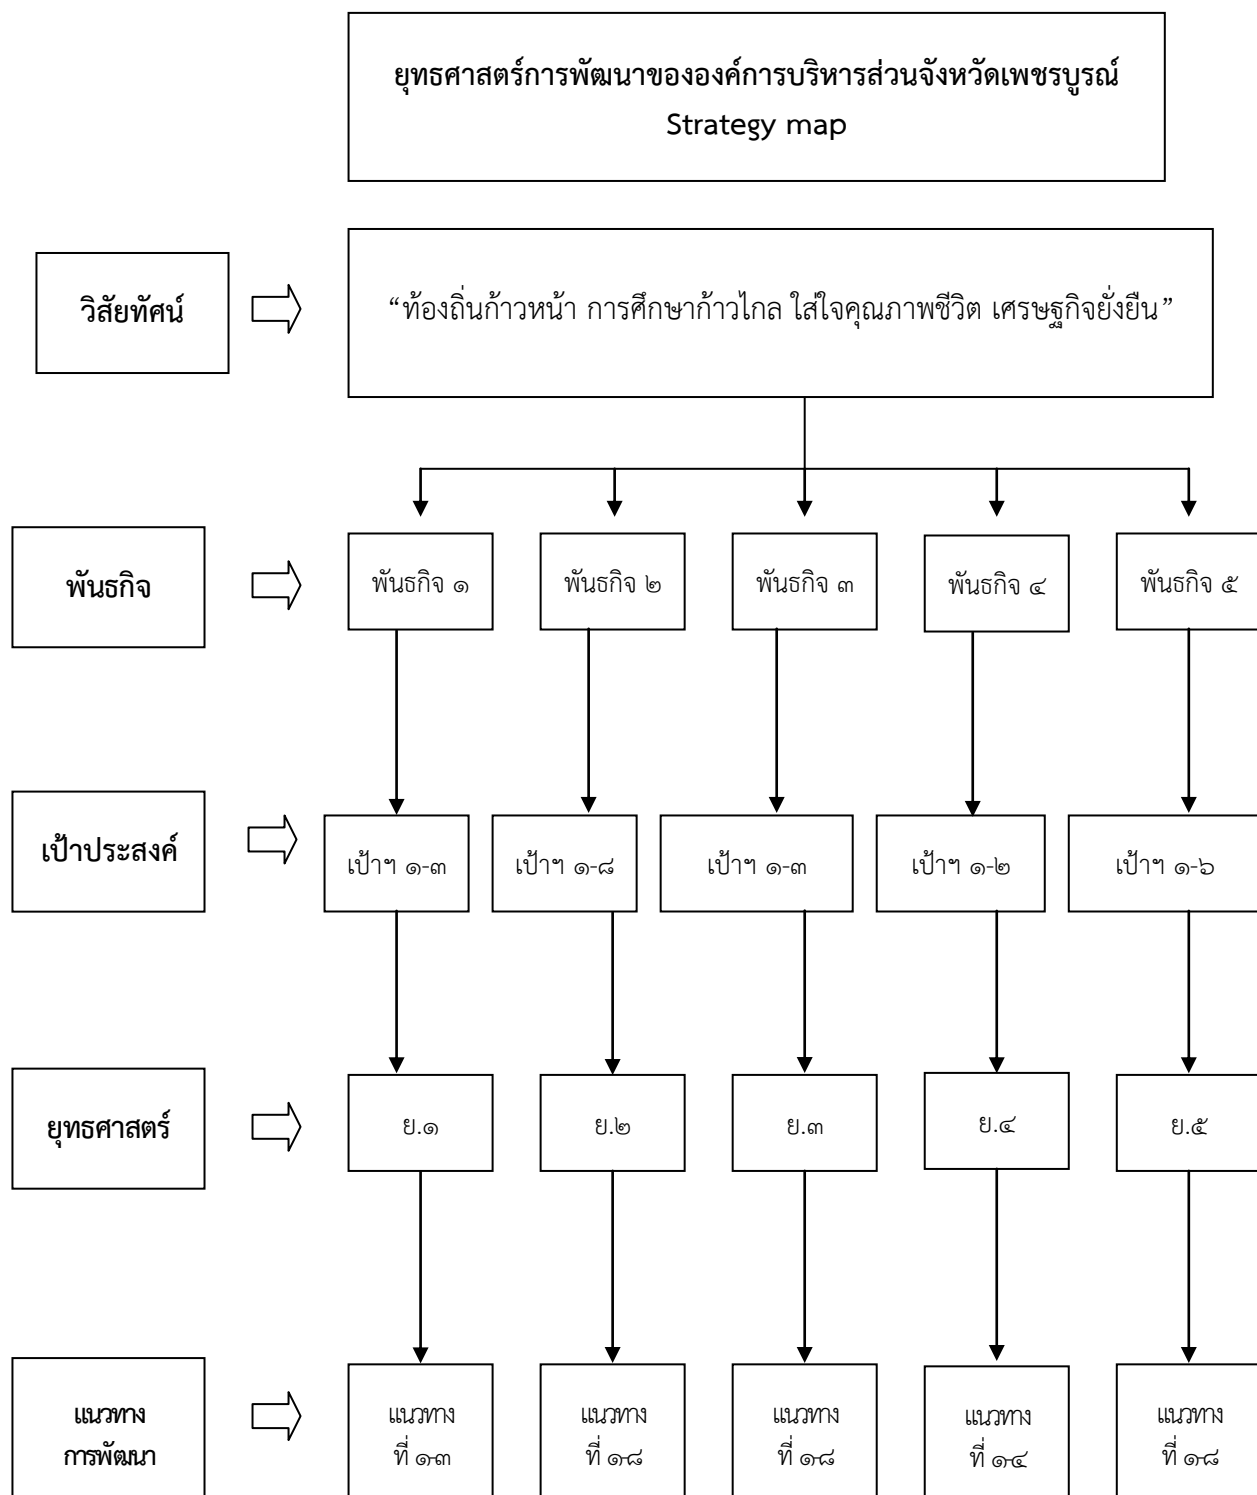 ยุทธศาสตร์การพัฒนาขององค์การบริหารส่วนจังหวัดเพชรบูรณ์
Strategy map
วิสัยทัศน์
“ท้องถิ่นก้าวหน้า การศึกษาก้าวไกล ใส่ใจคุณภาพชีวิต เศรษฐกิจยั่งยืน”
พันธกิจ
พันธกิจ ๑
พันธกิจ ๒
พันธกิจ ๓
พันธกิจ ๔
พันธกิจ ๕
เป้าประสงค์
เป้าฯ ๑-๓
เป้าฯ ๑-๘
เป้าฯ ๑-๓
เป้าฯ ๑-๒
เป้าฯ ๑-๖
ยุทธศาสตร์
ย.๑
ย.๒
ย.๓
ย.๔
ย.๕
แนวทาง
การพัฒนา
แนวทาง
ที่ ๑-๓
แนวทาง
ที่ ๑-๘
แนวทาง
ที่ ๑-๘
แนวทาง
ที่ ๑-๔
แนวทาง
ที่ ๑-๘